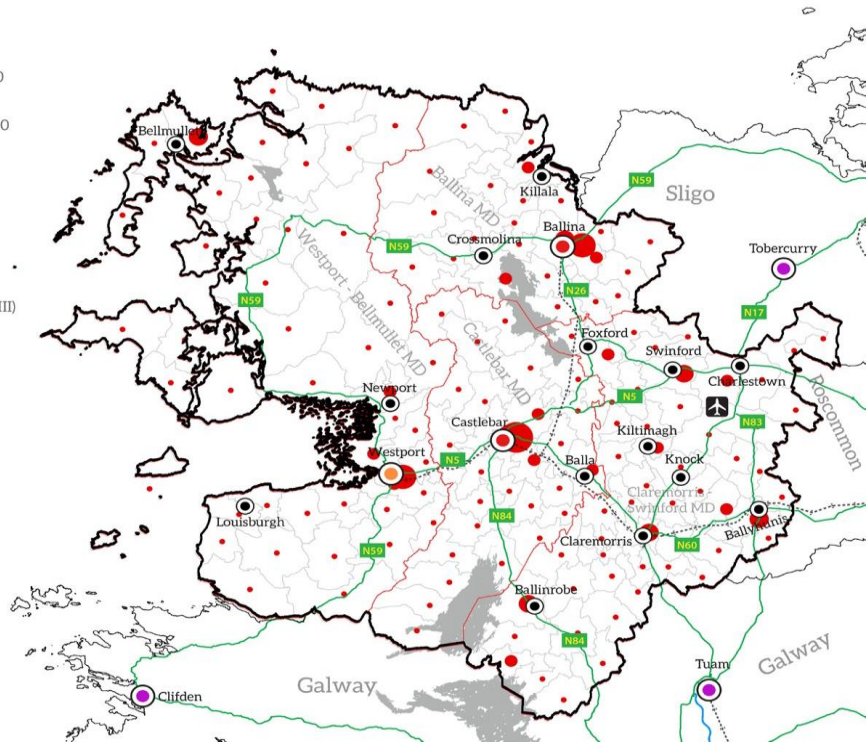 O
O
III)
Bellmullet
Killala
Ballina MD
N59
Sligo
Ballina
Crossmolina
N59
Tobercurry
Westport - Bellmullet MD
N59
N26
N17
Castlebar MD
Foxford
Swinford
Charlestown
Roscommon
Newport
N5
N83
Castlebar
Kiltimagh
Westport
N5
Balla
Knock
Claremorris-
Swinford MD
Louisburgh
N84
Ballyhaunis
N59
Claremorris
N60
Ballinrobe
N84
Galway
Tuam
Galway
Clifden